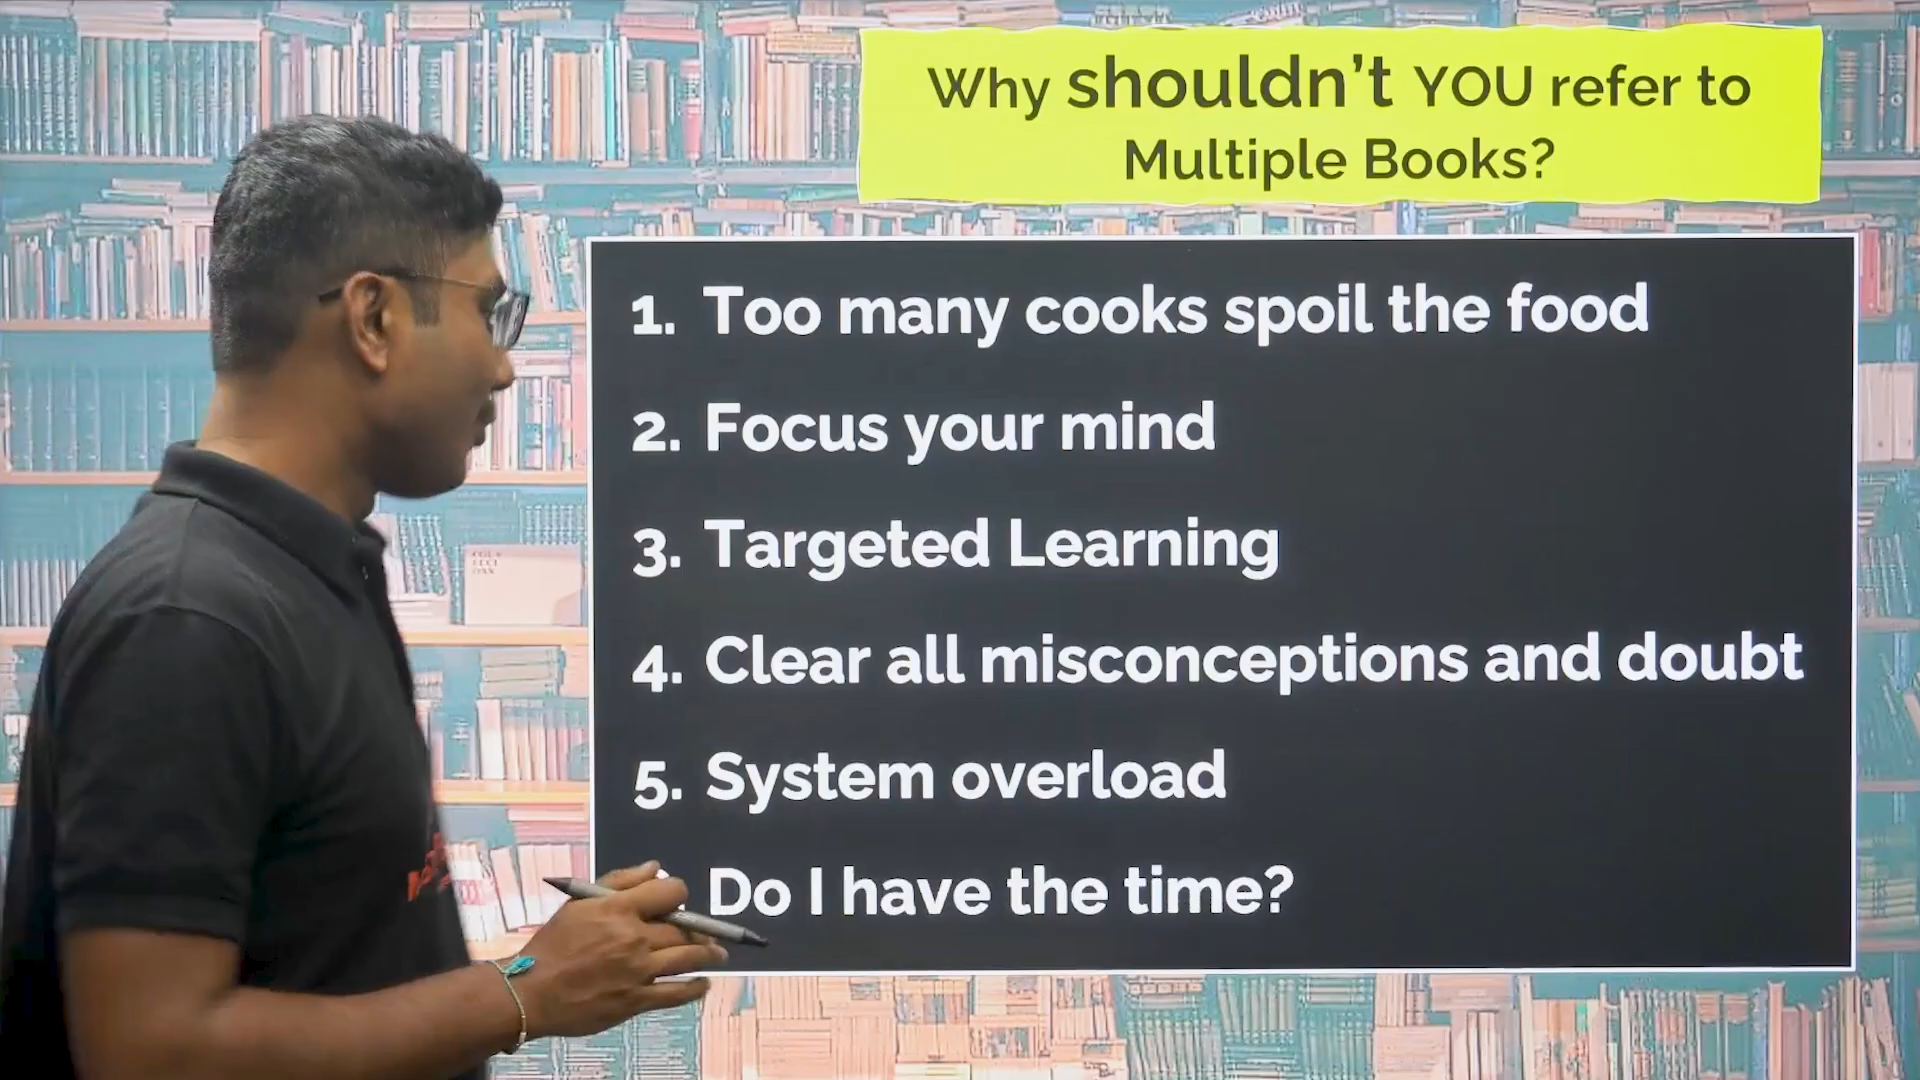 Why shouldn't YOU refer to
Multiple Books?
1. Too many cooks spoil the food
2. Focus your mind
3. Targeted Learning
4. Clear all misconceptions and doubt
5. System overload
Do I have the time?